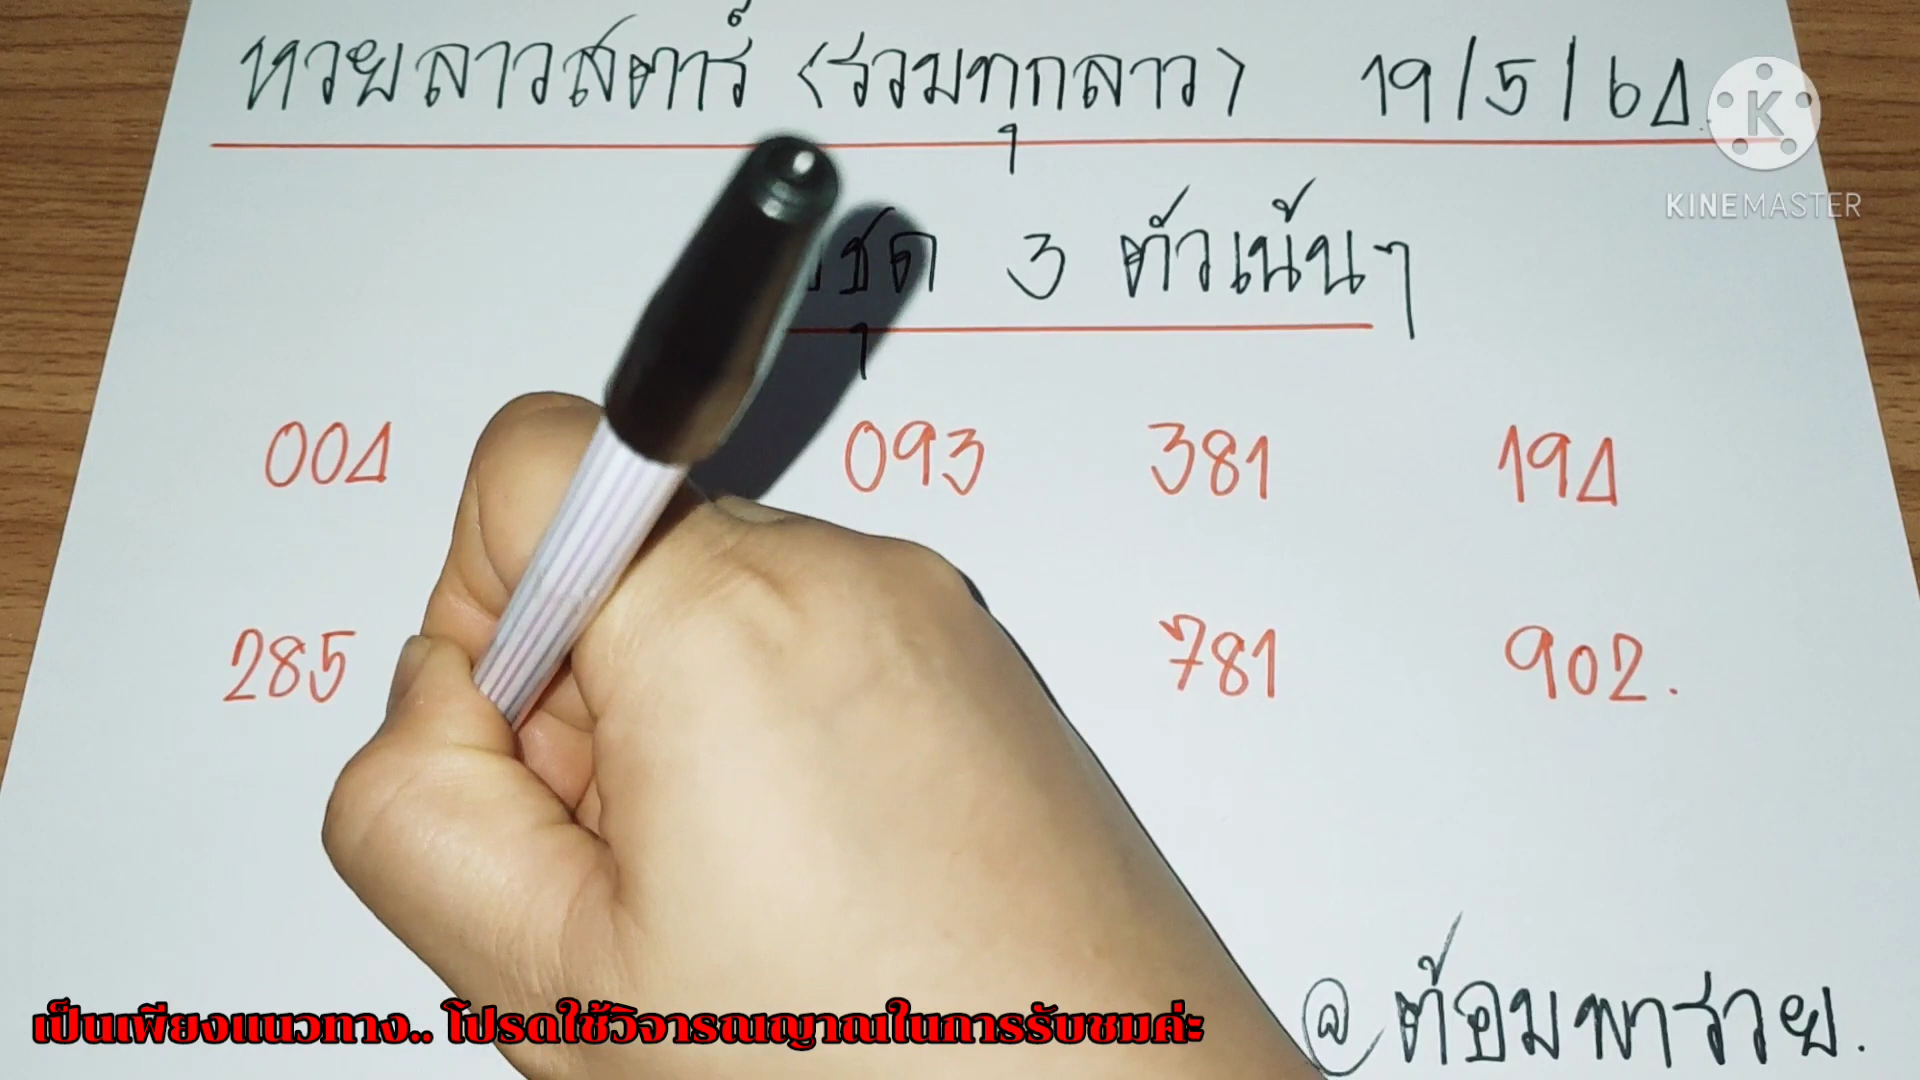 หวยลาวสตาร์ (รวมทุกลาว) 19/5/64.
K
KINEMASTER
ชุด 3 ตัวเน้นๆ
004 093 381 194
285 781 902.
@ต้อมพารวย.
เป็นเพียงแนวทาง.. โปรดใช้วิจารณญาณในการรับชมค่ะ